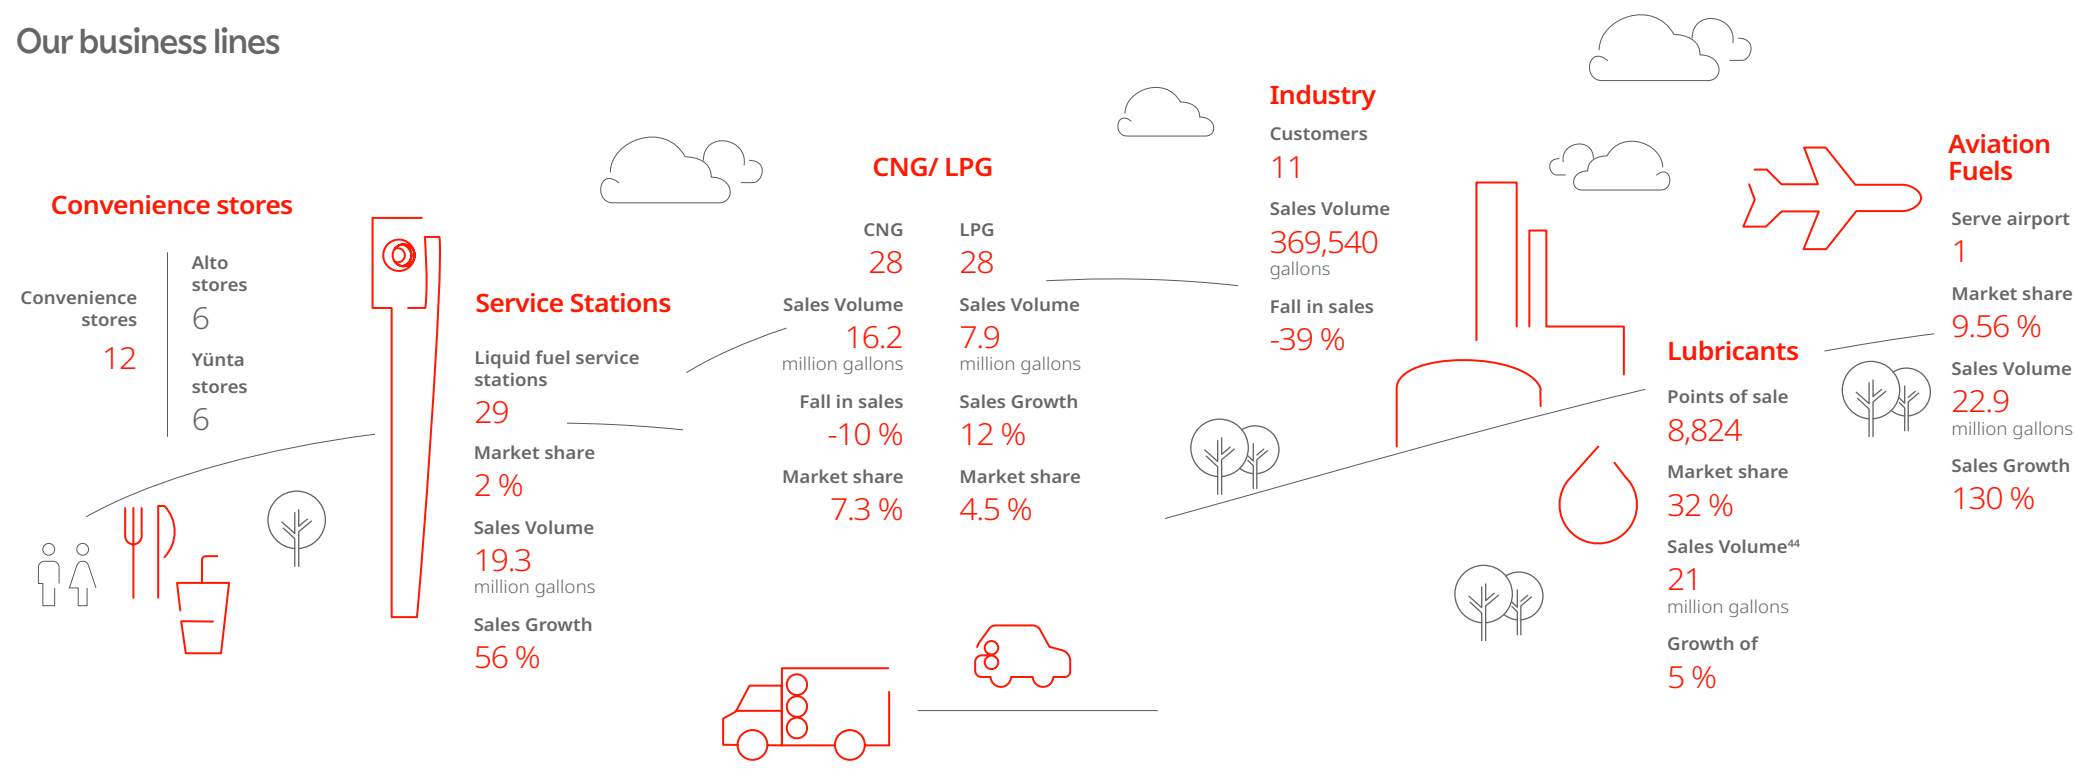 Our business lines
Convenience stores
Convenience
stores
12
Alto
stores
6
Yünta
stores
6
Service Stations
Liquid fuel service
stations
29
Market share
2 %
Sales Volume
19.3
million gallons
Sales Growth
56 %
CNG/ LPG
CNG
28
Sales Volume
16.2
million gallons
Fall in sales
-10 %
Market share
7.3 %
LPG
28
Sales Volume
7.9
million gallons
Sales Growth
12 %
Market share
4.5 %
Industry
Customers
11
Sales Volume
369,540
gallons
Fall in sales
-39 %
Lubricants
Points of sale
8,824
Market share
32 %
Sales Volume⁴⁴
21
million gallons
Growth of
5 %
Aviation
Fuels
Serve airport
1
Market share
9.56 %
Sales Volume
22.9
million gallons
Sales Growth
130 %